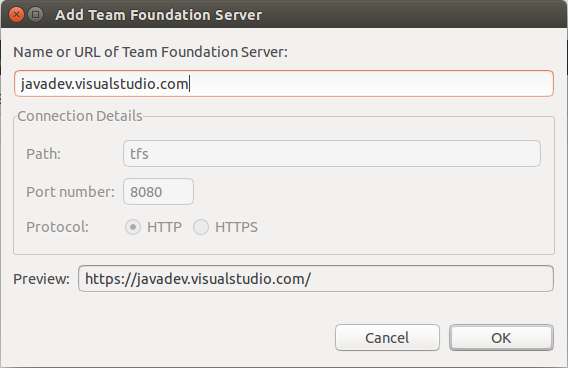 Add Team Foundation Server
Name or URL of Team Foundation Server:
javadev.visualstudio.com
Connection Details
Path: tfs
Port number: 8080
Protocol: HTTP HTTPS
Preview: https://javadev.visualstudio.com/
Cancel OK